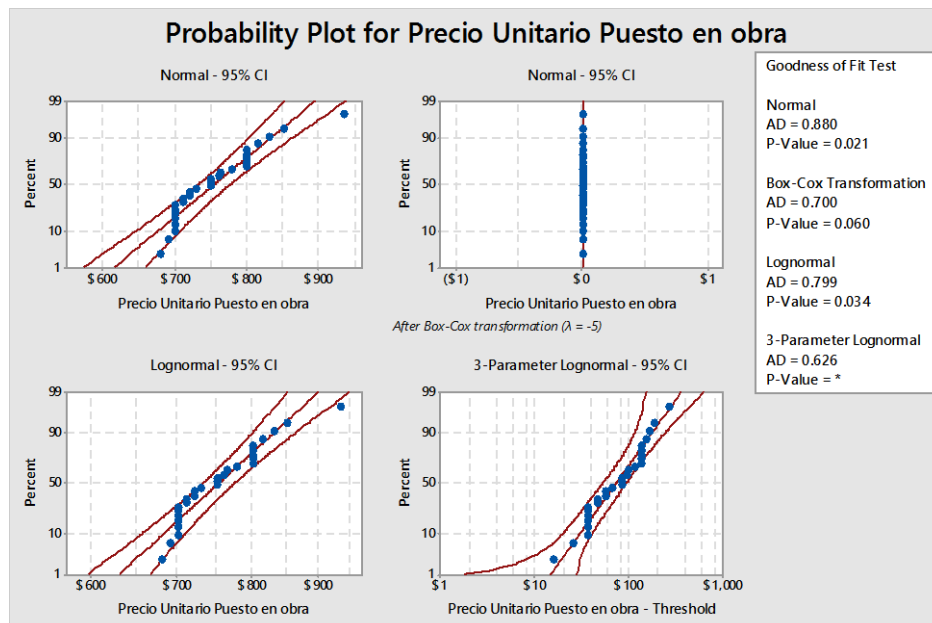 Probability Plot for Precio Unitario Puesto en obra
Normal - 95% CI
99
90
50
10
1
Percent
$ 600
$ 700
$ 800
$ 900
Precio Unitario Puesto en obra
Normal - 95% CI
99
90
50
10
1
Percent
($ 1)
$ 0
$ 1
Precio Unitario Puesto en obra
After Box-Cox transformation (λ = -5)
Lognormal - 95% CI
99
90
50
10
1
Percent
$ 600
$ 700
$ 800
$ 900
Precio Unitario Puesto en obra
3-Parameter Lognormal - 95% CI
99
90
50
10
1
Percent
$ 1
$ 10
$ 100
$ 1,000
Precio Unitario Puesto en obra - Threshold
Goodness of Fit Test
Normal
AD = 0.880
P-Value = 0.021
Box-Cox Transformation
AD = 0.700
P-Value = 0.060
Lognormal
AD = 0.799
P-Value = 0.034
3-Parameter Lognormal
AD = 0.626
P-Value = *